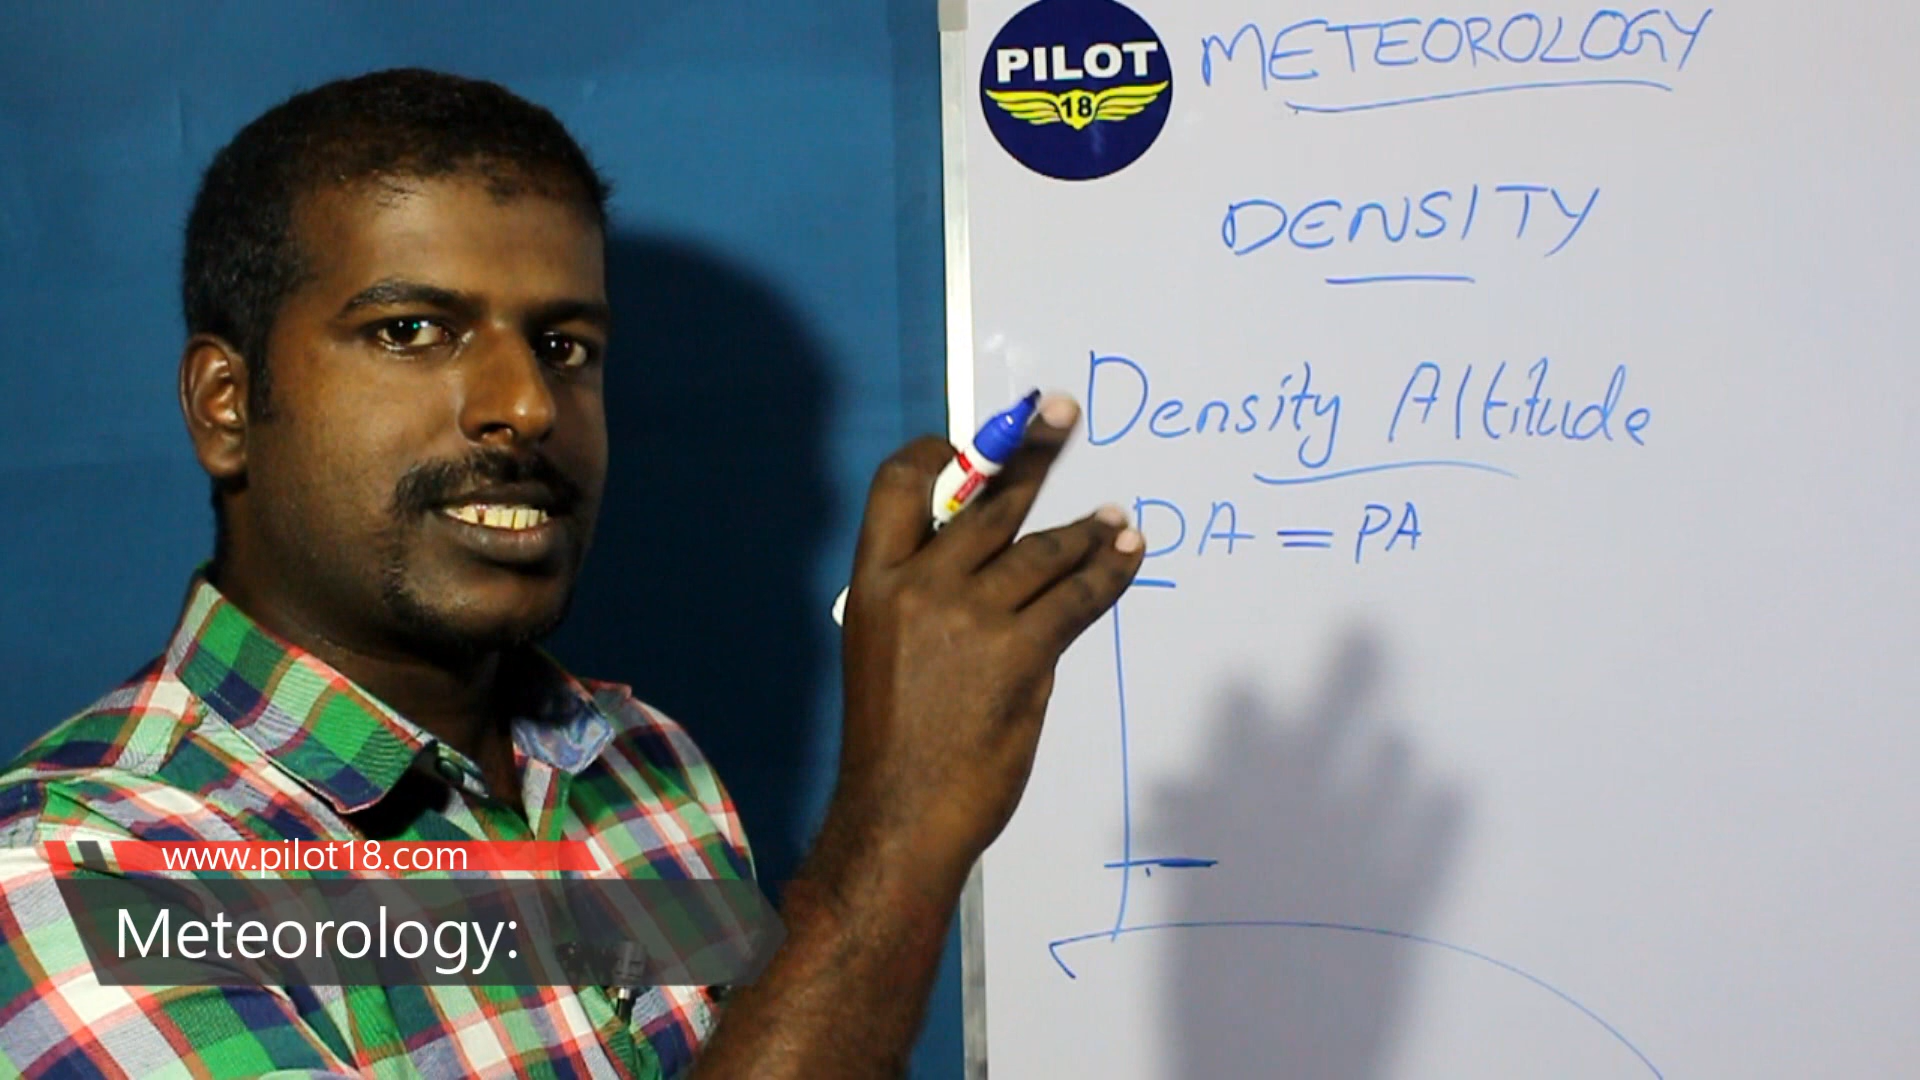 PILOT
18
METEOROLOGY
DENSITY
Density Altitude
DA = PA
www.pilot18.com
Meteorology: